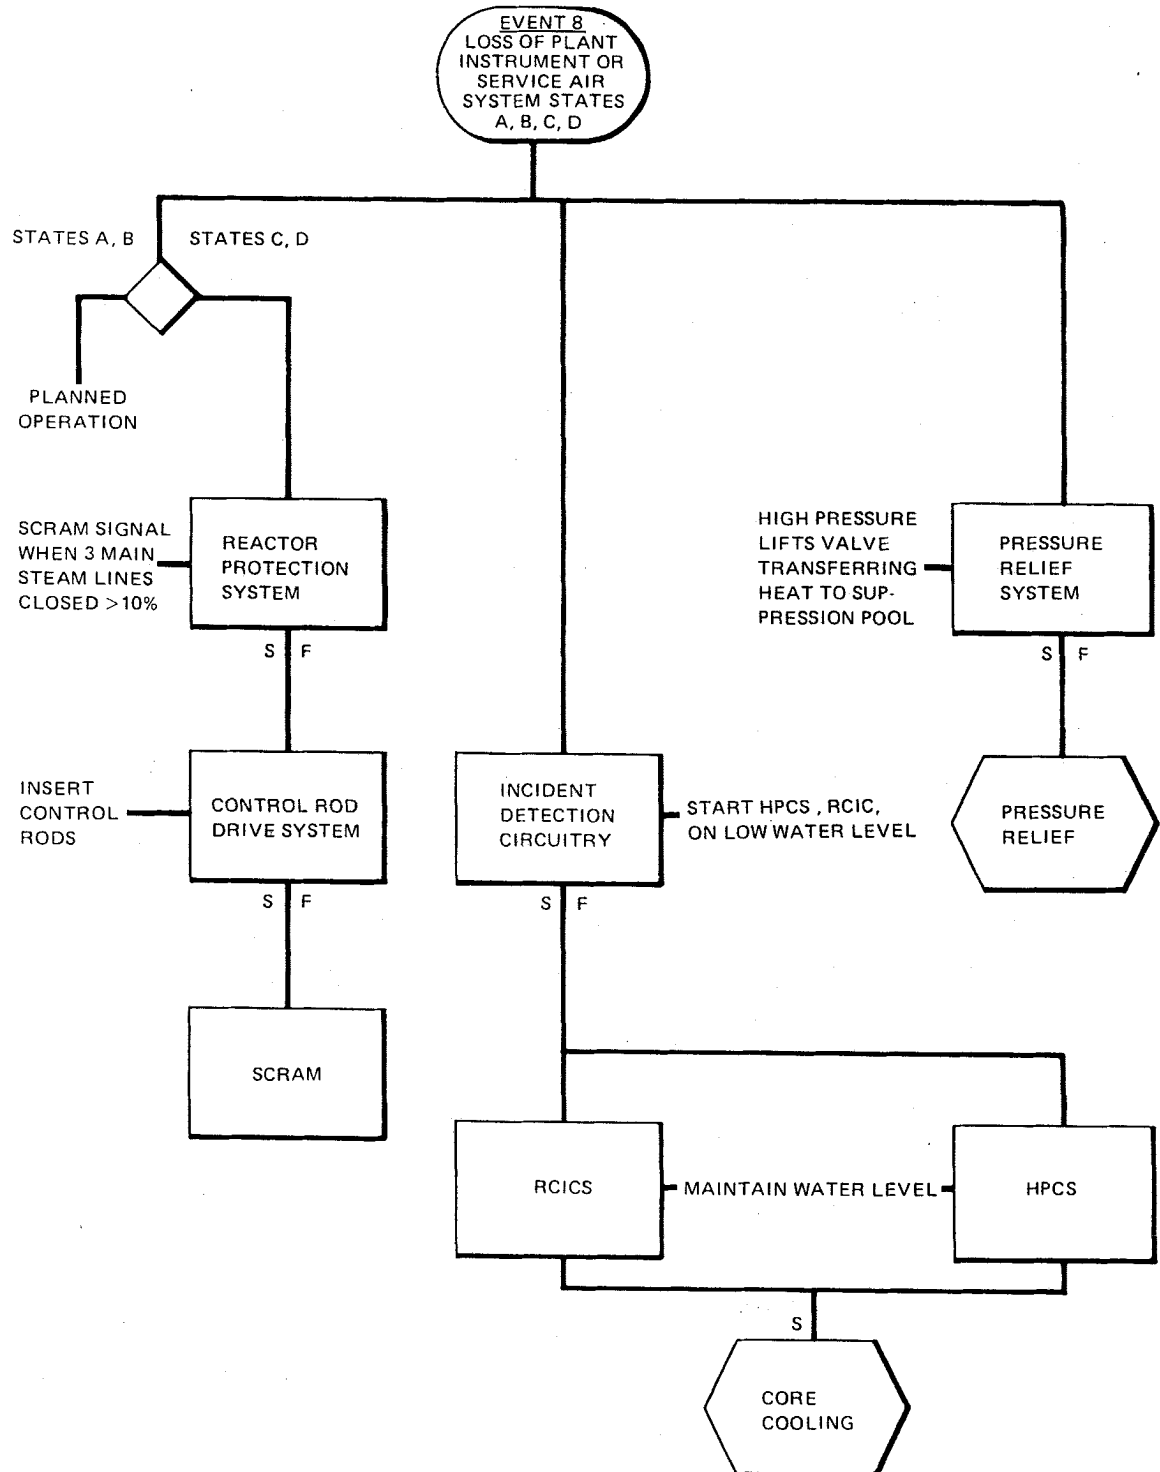 EVENT 8
LOSS OF PLANT
INSTRUMENT OR
SERVICE AIR
SYSTEM STATES
A, B, C, D
STATES A, B
STATES C, D
PLANNED
OPERATION
SCRAM SIGNAL
WHEN 3 MAIN
STEAM LINES
CLOSED >10%
REACTOR
PROTECTION
SYSTEM
HIGH PRESSURE
LIFTS VALVE
TRANSFERRING
HEAT TO SUP-
PRESSION POOL
PRESSURE
RELIEF
SYSTEM
S F
S F
INSERT
CONTROL
RODS
CONTROL ROD
DRIVE SYSTEM
INCIDENT
DETECTION
CIRCUITRY
START HPCS , RCIC,
ON LOW WATER LEVEL
PRESSURE
RELIEF
S F
S F
SCRAM
RCICS
MAINTAIN WATER LEVEL
HPCS
S
CORE
COOLING